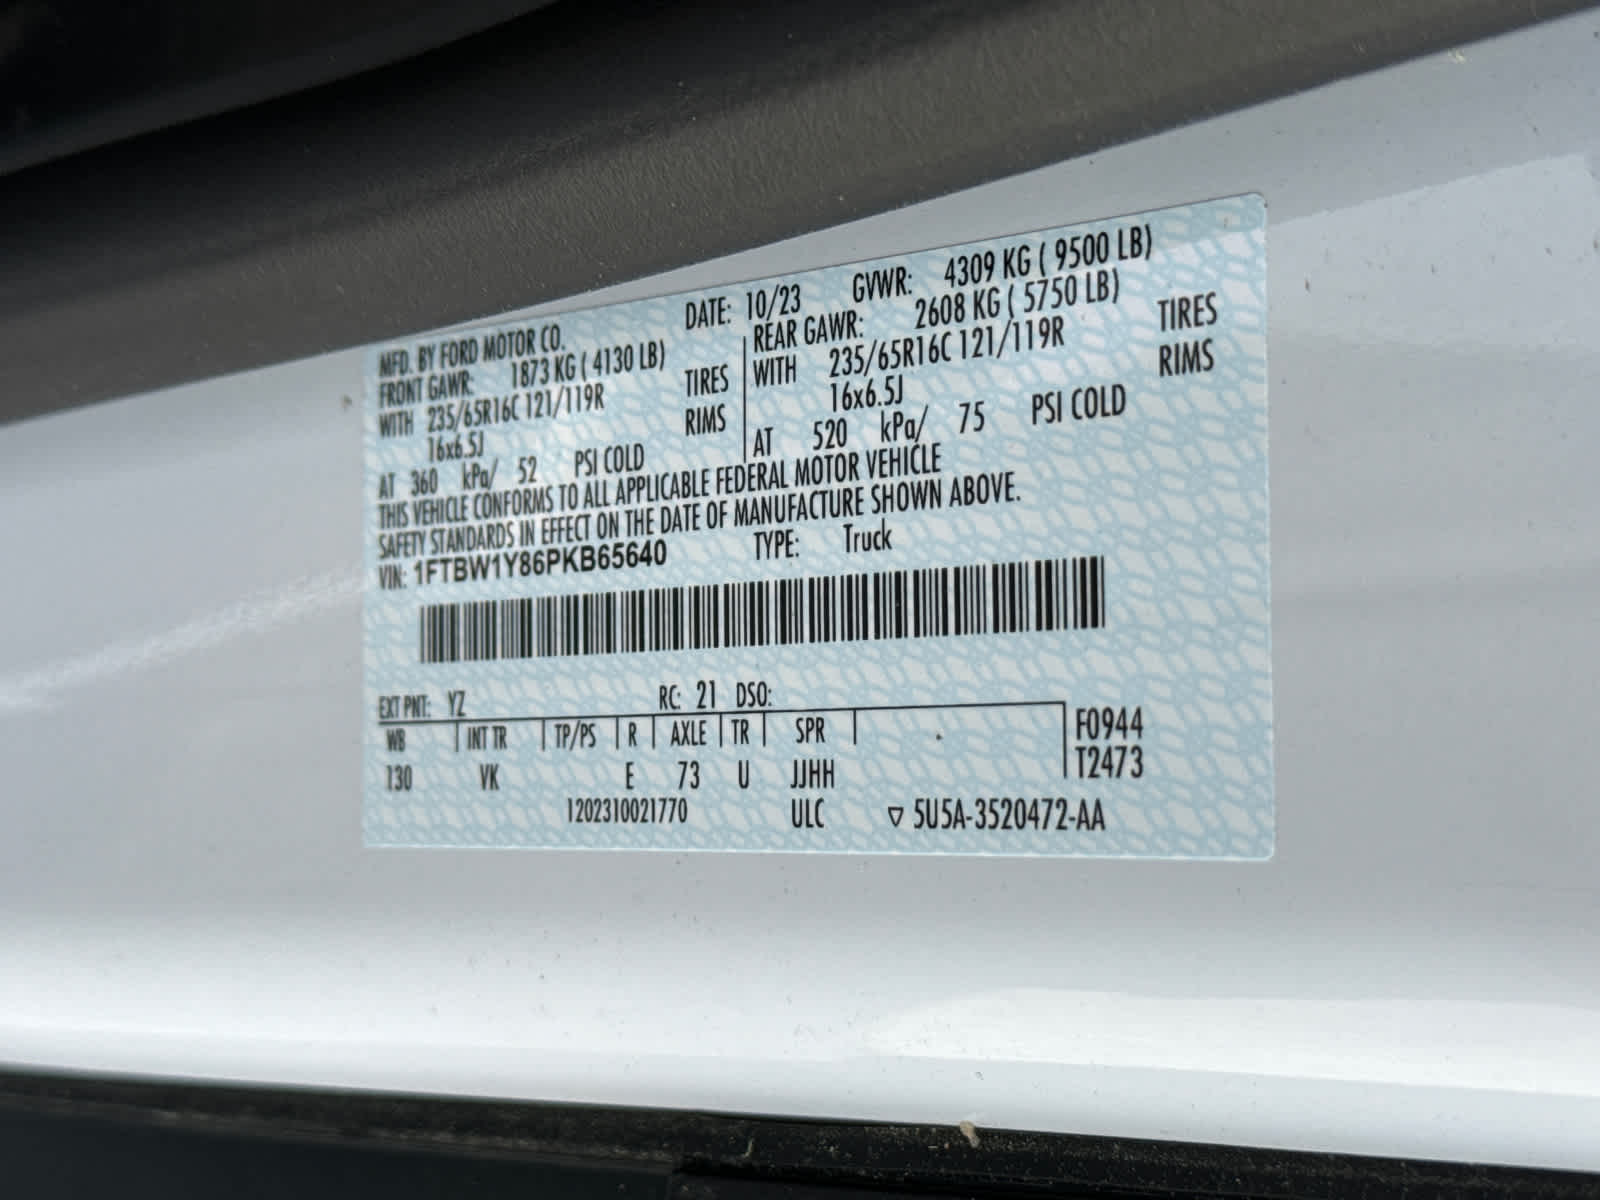 MFD. BY FORD MOTOR CO. DATE: 10/23 GVWR: 4309 KG ( 9500 LB)
FRONT GAWR: 1873 KG ( 4130 LB) REAR GAWR: 2608 KG ( 5750 LB)
WITH 235/65R16C 121/119R TIRES WITH 235/65R16C 121/119R TIRES
16x6.5J RIMS 16x6.5J RIMS
AT 360 kPa/ 52 PSI COLD AT 520 kPa/ 75 PSI COLD
THIS VEHICLE CONFORMS TO ALL APPLICABLE FEDERAL MOTOR VEHICLE
SAFETY STANDARDS IN EFFECT ON THE DATE OF MANUFACTURE SHOWN ABOVE.
VIN: 1FTBW1Y86PKB65640 TYPE: Truck
EXT PNT: YZ RC: 21 DSO:
WB INT TR TP/PS R AXLE TR SPR F0944
130 VK E 73 U JJHH T2473
1202310021770 ULC ▽ 5U5A-3520472-AA